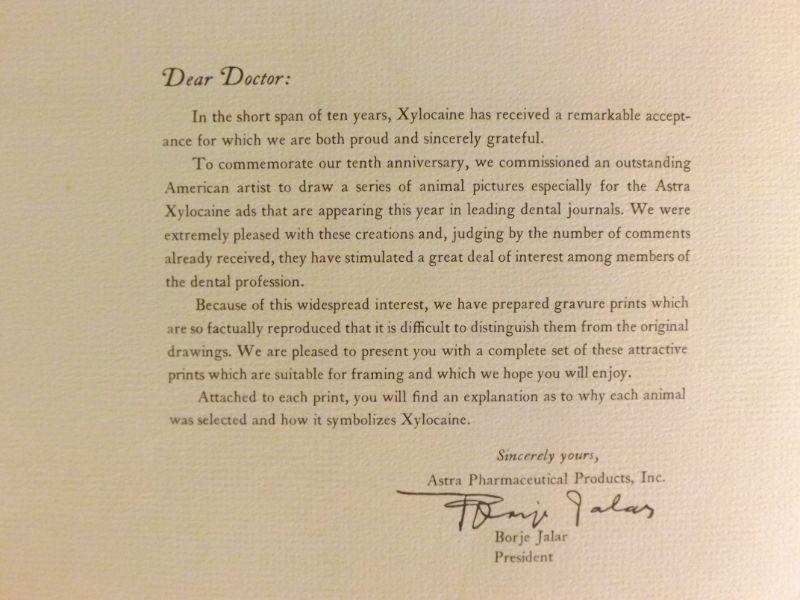 Dear Doctor:
In the short span of ten years, Xylocaine has received a remarkable accept-
ance for which we are both proud and sincerely grateful.
To commemorate our tenth anniversary, we commissioned an outstanding
American artist to draw a series of animal pictures especially for the Astra
Xylocaine ads that are appearing this year in leading dental journals. We were
extremely pleased with these creations and, judging by the number of comments
already received, they have stimulated a great deal of interest among members of
the dental profession.
Because of this widespread interest, we have prepared gravure prints which
are so factually reproduced that it is difficult to distinguish them from the original
drawings. We are pleased to present you with a complete set of these attractive
prints which are suitable for framing and which we hope you will enjoy.
Attached to each print, you will find an explanation as to why each animal
was selected and how it symbolizes Xylocaine.
Sincerely yours,
Astra Pharmaceutical Products, Inc.
Borje Jalar
Borje Jalar
President